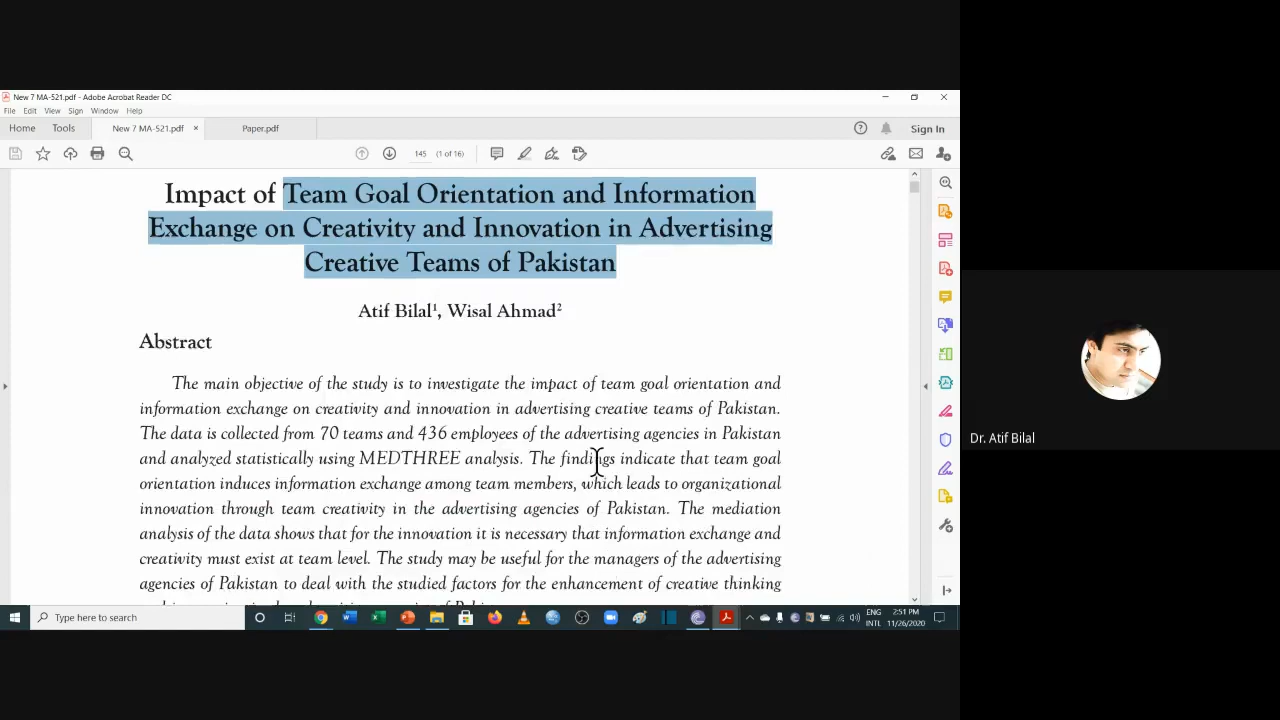 New 7 MA-521.pdf - Adobe Acrobat Reader DC
File Edit View Sign Window Help
Home Tools New 7 MA-521.pdf × Paper.pdf Sign In
145 (1 of 16)
Impact of Team Goal Orientation and Information
Exchange on Creativity and Innovation in Advertising
Creative Teams of Pakistan
Atif Bilal¹, Wisal Ahmad²
Abstract
The main objective of the study is to investigate the impact of team goal orientation and
information exchange on creativity and innovation in advertising creative teams of Pakistan.
The data is collected from 70 teams and 436 employees of the advertising agencies in Pakistan
and analyzed statistically using MEDTHREE analysis. The findings indicate that team goal
orientation induces information exchange among team members, which leads to organizational
innovation through team creativity in the advertising agencies of Pakistan. The mediation
analysis of the data shows that for the innovation it is necessary that information exchange and
creativity must exist at team level. The study may be useful for the managers of the advertising
agencies of Pakistan to deal with the studied factors for the enhancement of creative thinking
Dr. Atif Bilal
Type here to search
ENG 2:51 PM
INTL 11/26/2020